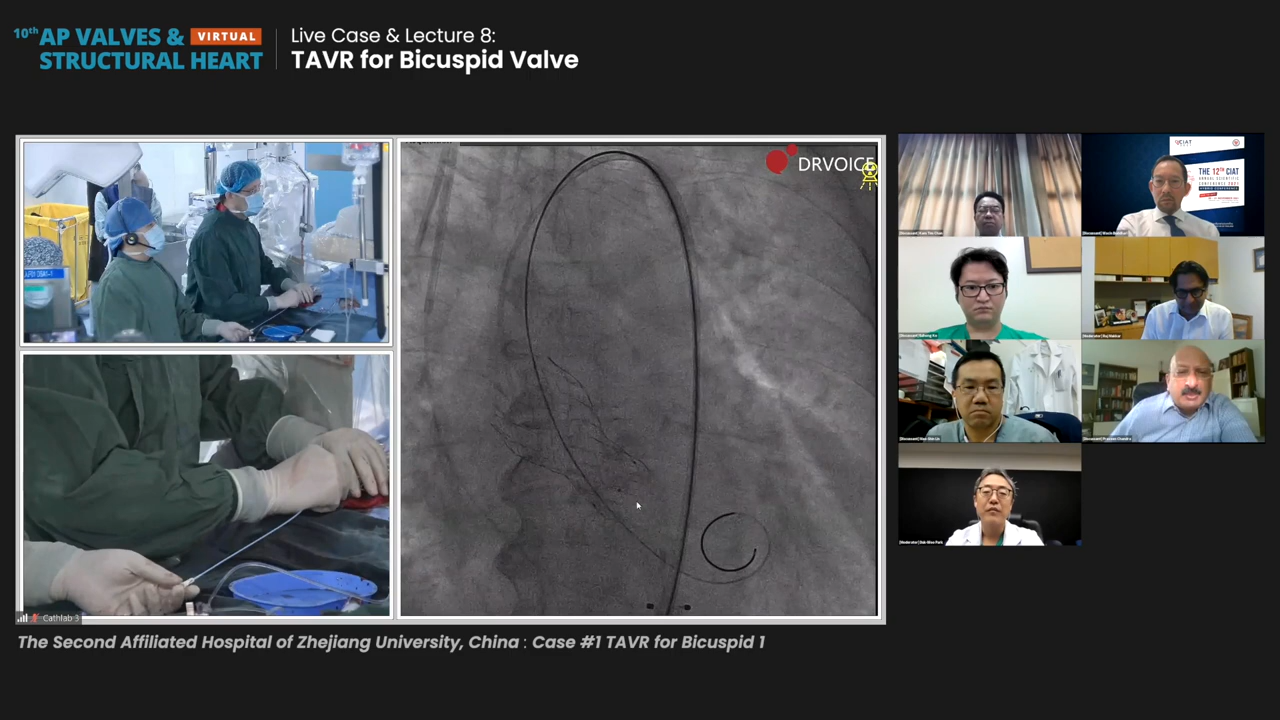 10th AP VALVES & VIRTUAL
STRUCTURAL HEART
Live Case & Lecture 8:
TAVR for Bicuspid Valve
DRVOICE
CIAT
THE 12TH CIAT
Cathlab 3
The Second Affiliated Hospital of Zhejiang University, China : Case #1 TAVR for Bicuspid 1